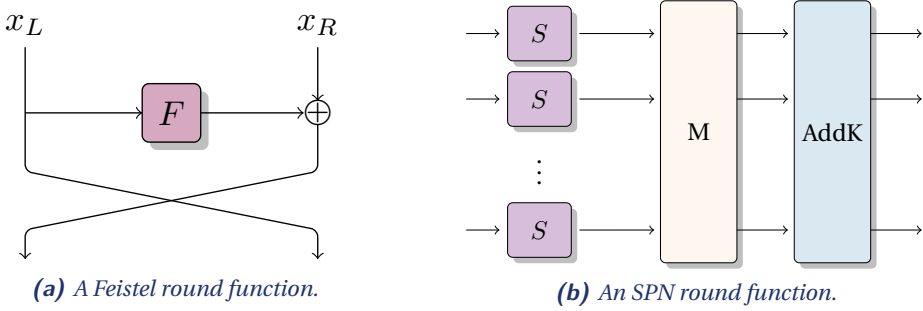 x_L x_R
F
(a) A Feistel round function.
S
S
M
AddK
⋮
S
(b) An SPN round function.